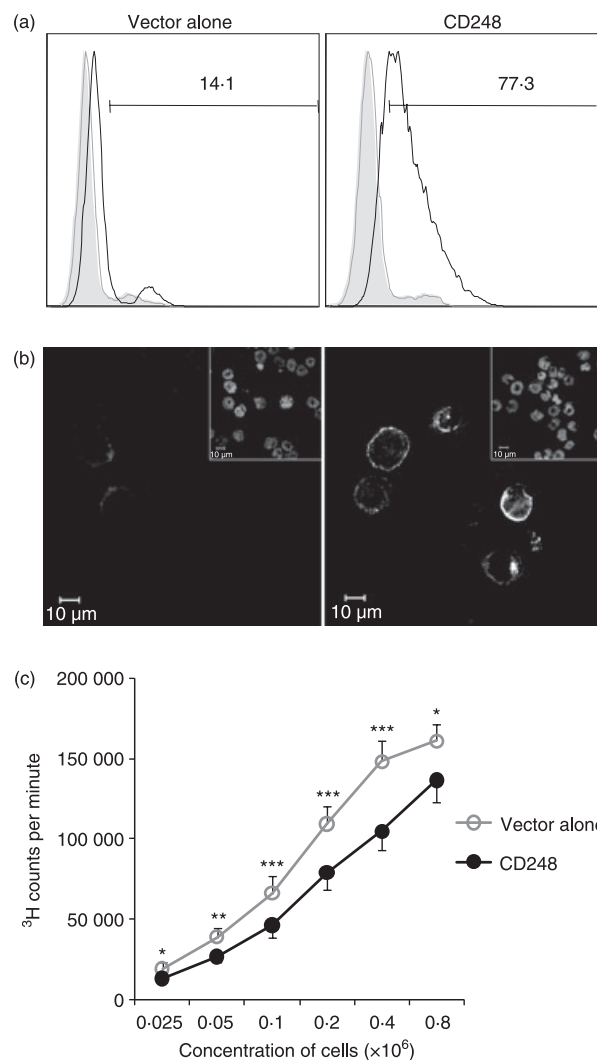 (a)
Vector alone
CD248
14·1
77·3
(b)
10 µm
10 µm
10 µm
10 µm
(c)
200 000
150 000
100 000
50 000
0
³H counts per minute
*
**
***
***
***
*
Vector alone
CD248
0·025 0·05 0·1 0·2 0·4 0·8
Concentration of cells (×10⁶)